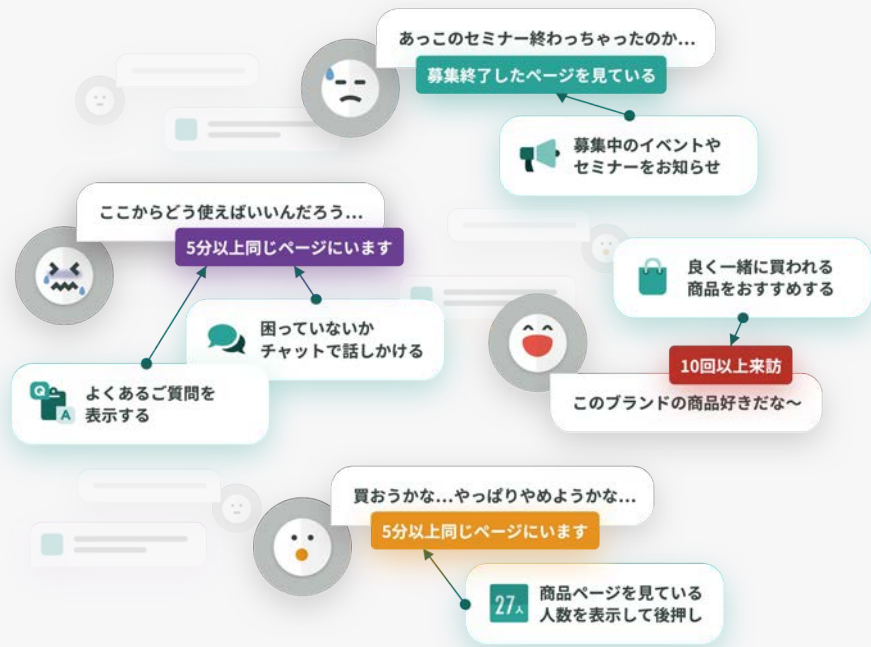 あっこのセミナー終わっちゃったのか...
募集終了したページを見ている
募集中のイベントや
セミナーをお知らせ
ここからどう使えばいいんだろう...
5分以上同じページにいます
困っていないか
チャットで話しかける
Q
A
よくあるご質問を
表示する
良く一緒に買われる
商品をおすすめする
10回以上来訪
このブランドの商品好きだな〜
買おうかな...やっぱりやめようかな...
5分以上同じページにいます
27人
商品ページを見ている
人数を表示して後押し